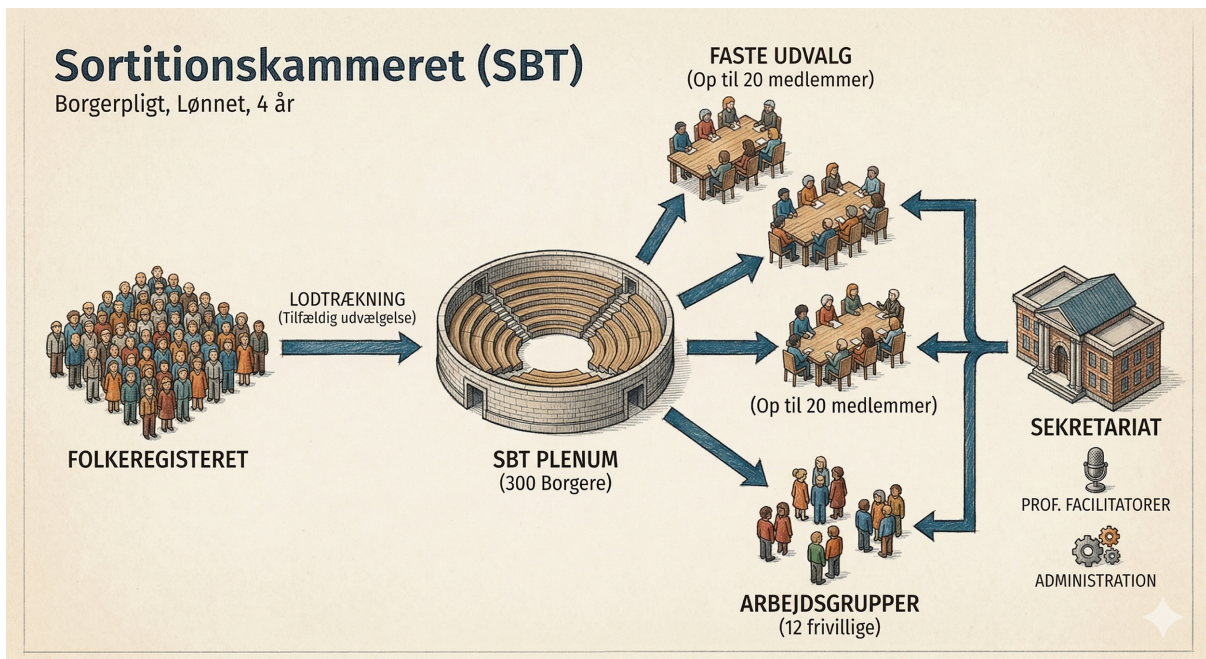 Sortitionskammeret (SBT)
Borgerpligt, Lønnet, 4 år
FASTE UDVALG
(Op til 20 medlemmer)
LODTRÆKNING
(Tilfældig udvælgelse)
FOLKEREGISTERET
SBT PLENUM
(300 Borgere)
(Op til 20 medlemmer)
ARBEJDSGRUPPER
(12 frivillige)
SEKRETARIAT
PROF. FACILITATORER
ADMINISTRATION